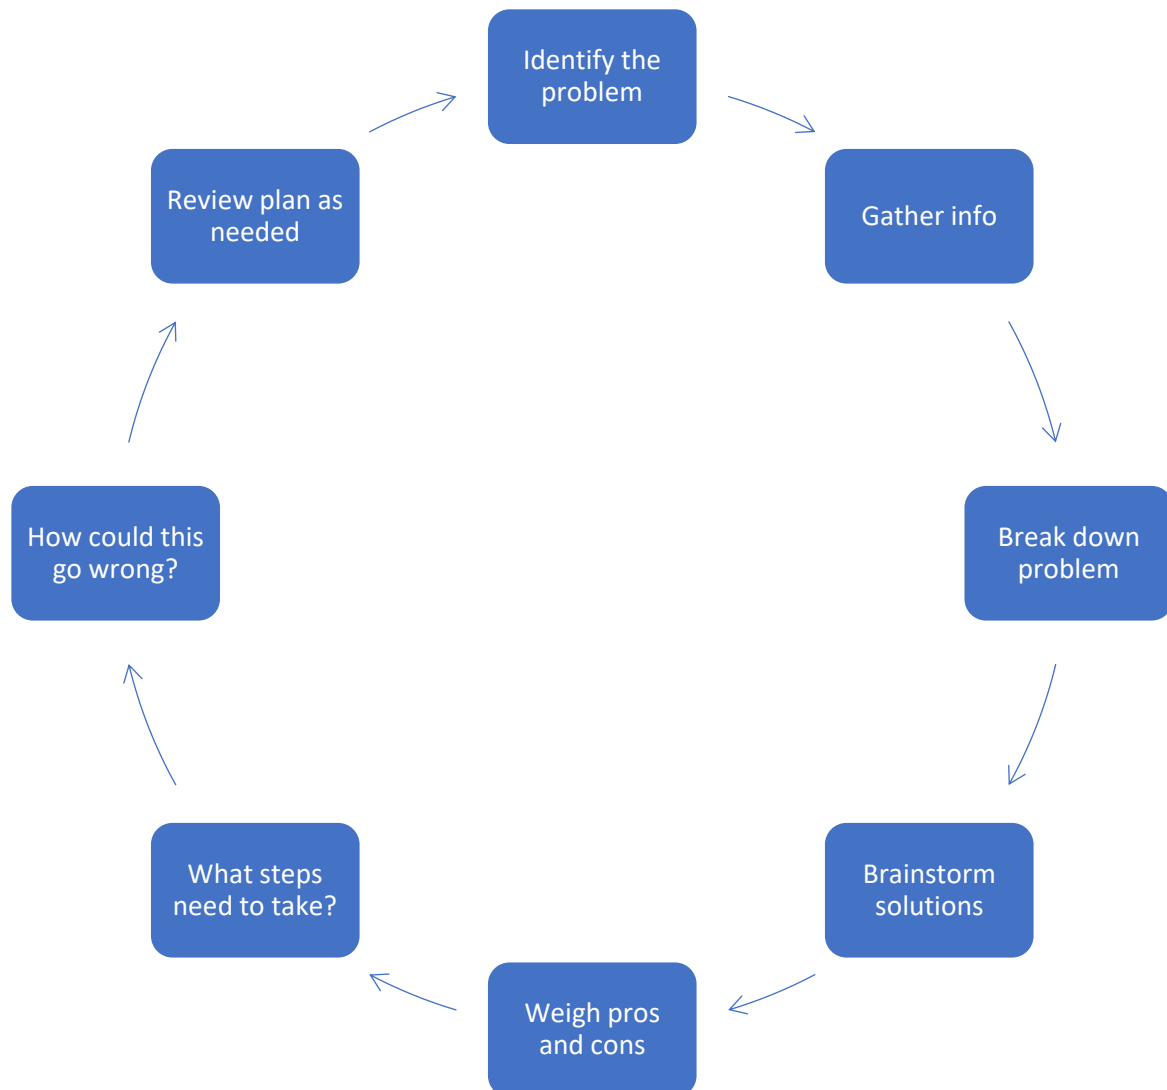 Identify the
problem
Gather info
Break down
problem
Brainstorm
solutions
Weigh pros
and cons
What steps
need to take?
How could this
go wrong?
Review plan as
needed